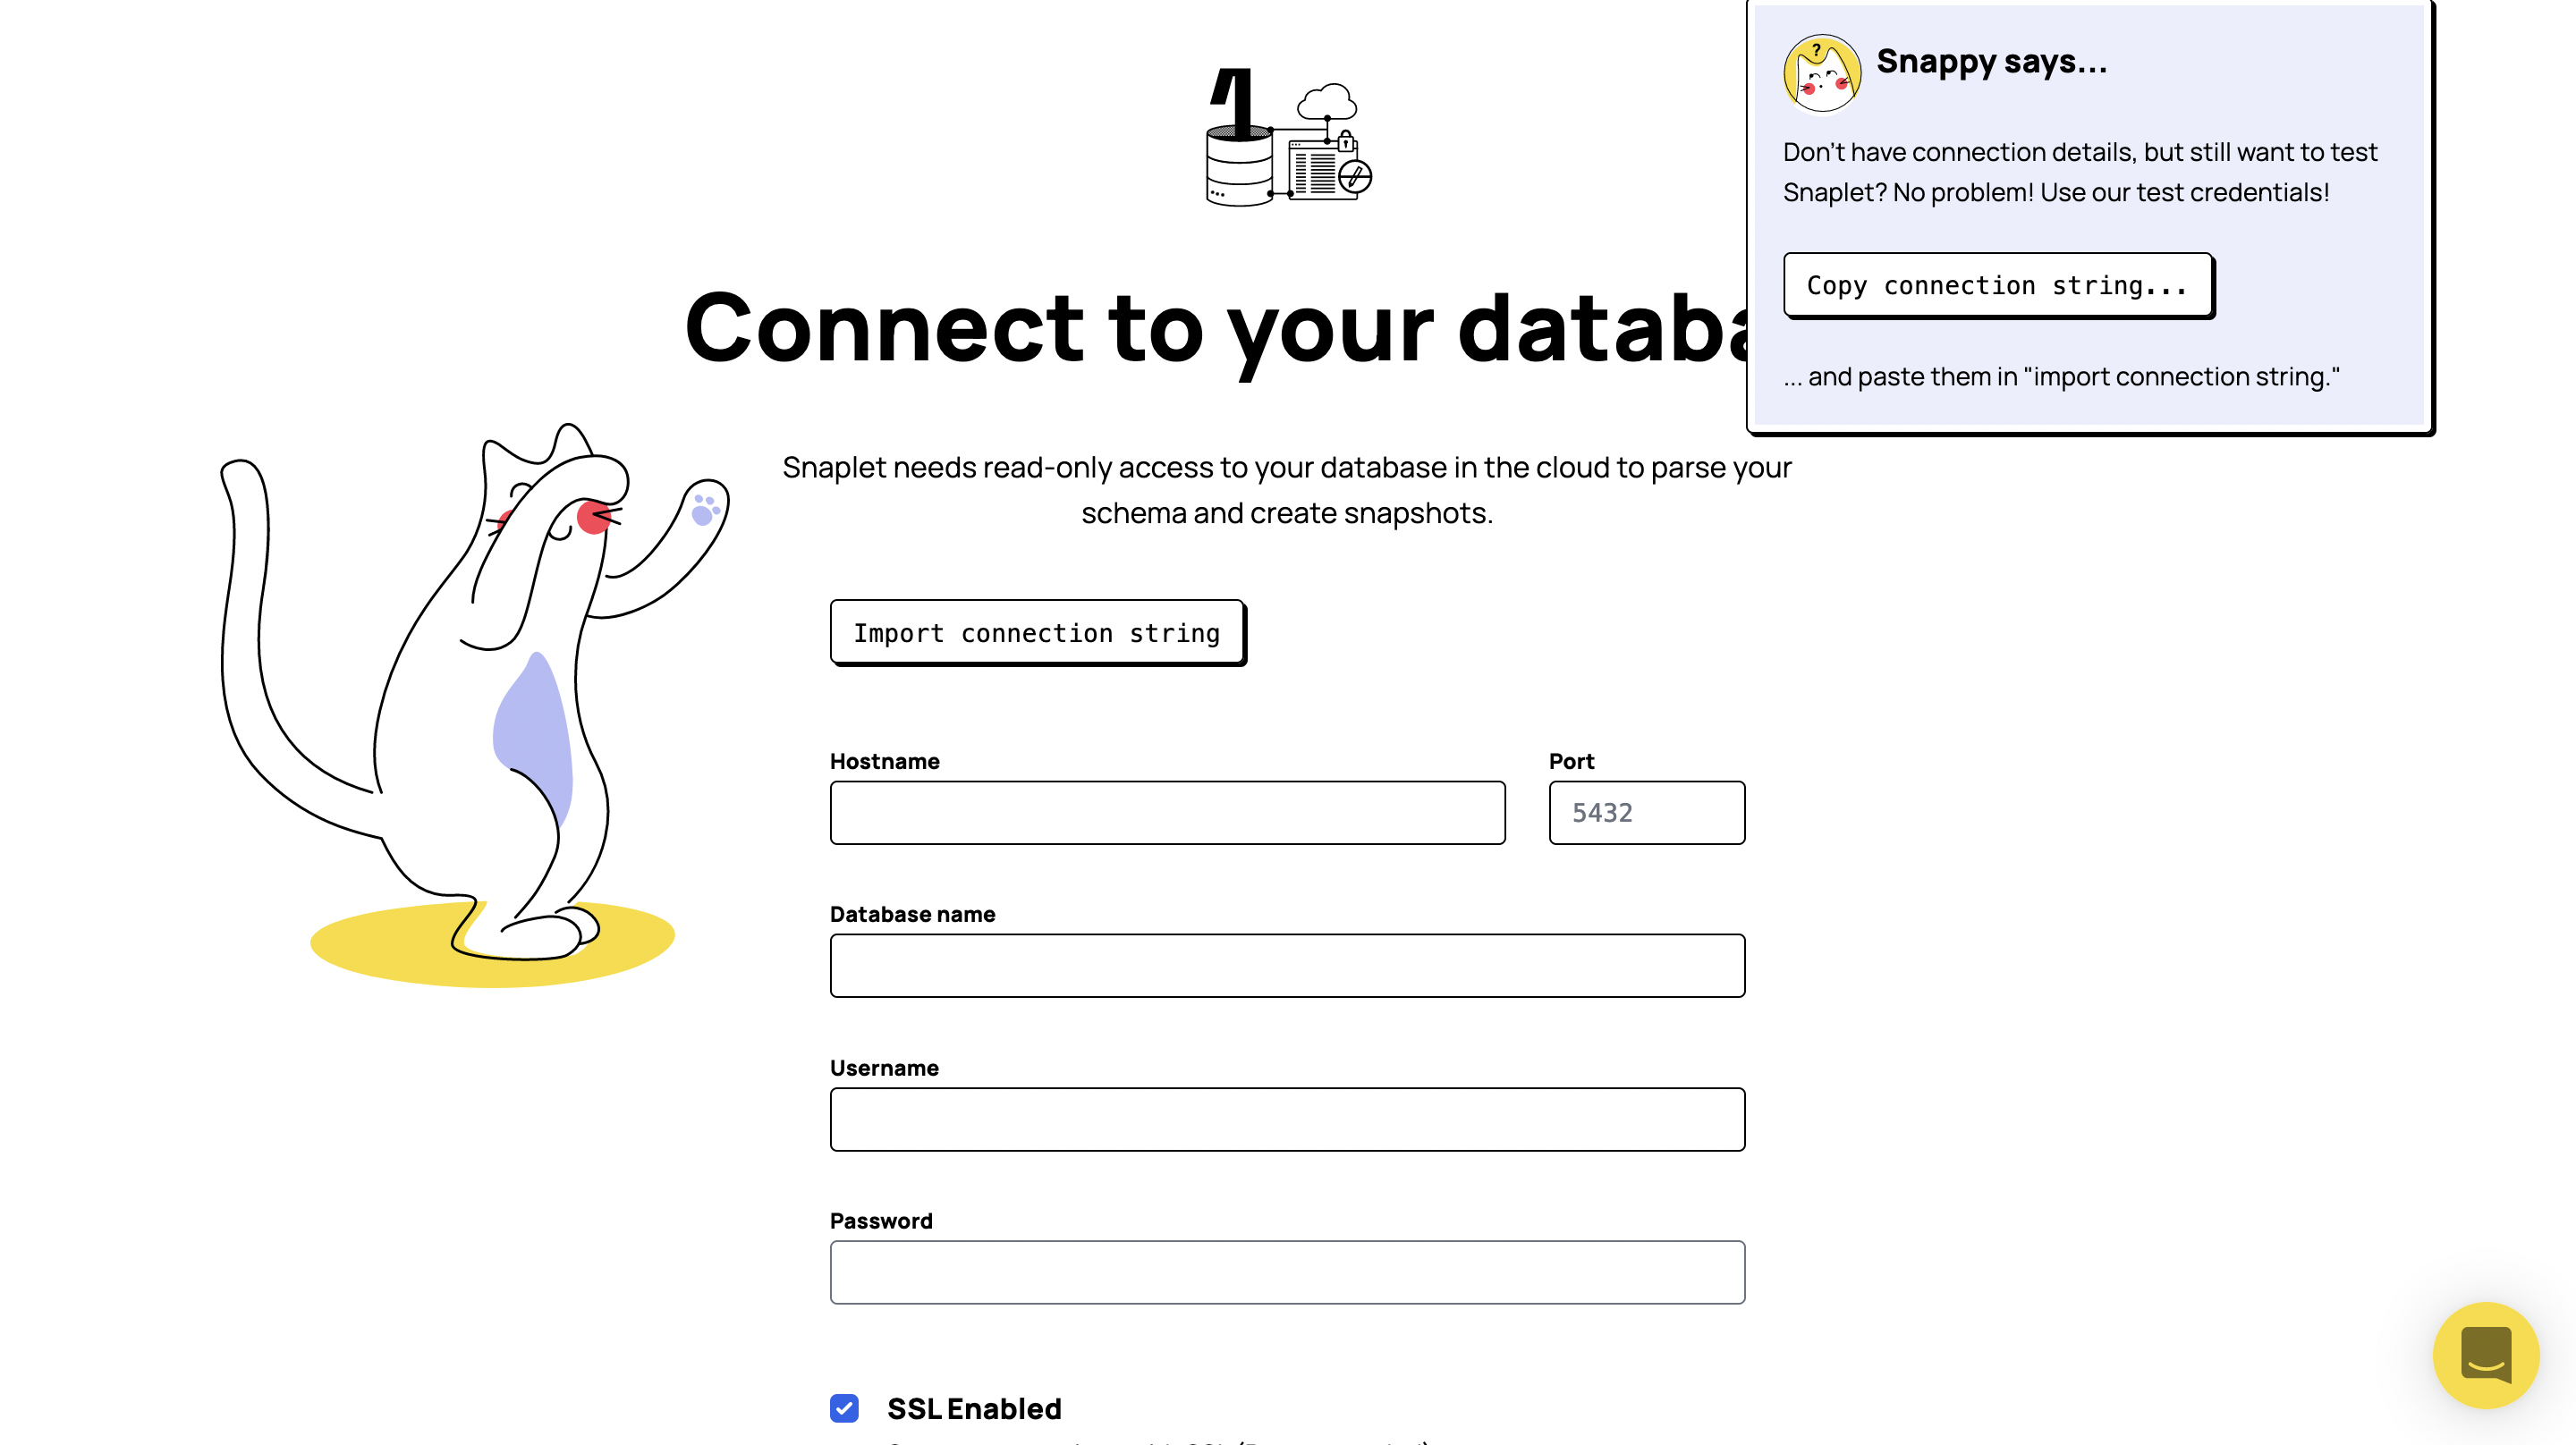 ?
Snappy says...
Don't have connection details, but still want to test
Snaplet? No problem! Use our test credentials!
Copy connection string...
... and paste them in "import connection string."
Connect to your databa
Snaplet needs read-only access to your database in the cloud to parse your
schema and create snapshots.
Import connection string
Hostname
Port
5432
Database name
Username
Password
SSL Enabled